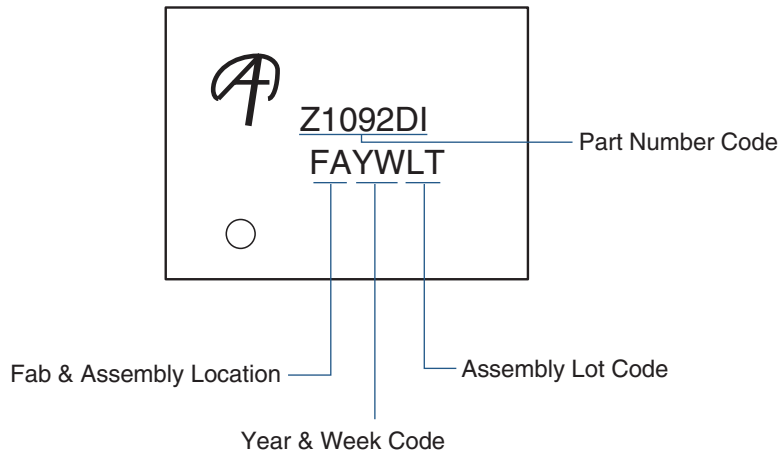 Z1092DI
Part Number Code
FAYWLT
Fab & Assembly Location
Assembly Lot Code
Year & Week Code